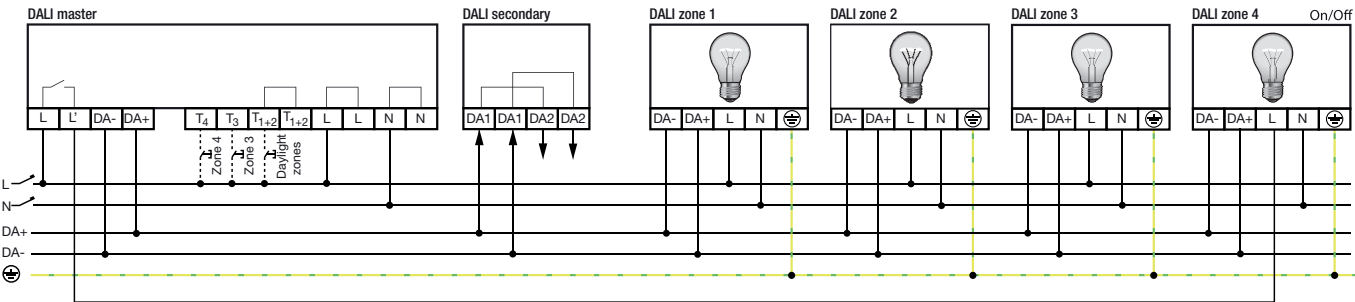 DALI master DALI secondary DALI zone 1 DALI zone 2 DALI zone 3 DALI zone 4 On/Off
L L' DA- DA+ T4 T3 T1+2 T1+2 L L N N DA1 DA1 DA2 DA2 DA- DA+ L N DA- DA+ L N DA- DA+ L N DA- DA+ L N
Zone 4
Zone 3
Daylight
zones
L
N
DA+
DA-